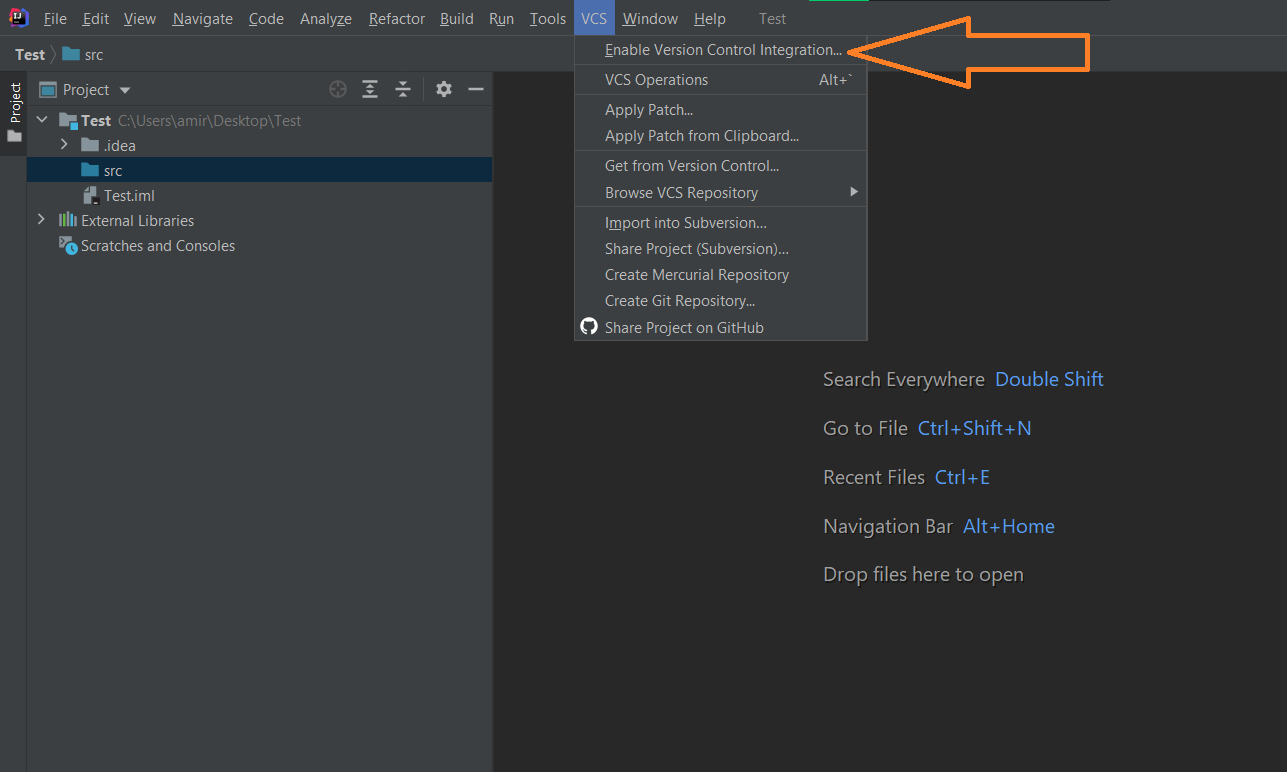 IJ
File Edit View Navigate Code Analyze Refactor Build Run Tools VCS Window Help Test
Test src
Project
Project
Test C:\Users\amir\Desktop\Test
.idea
src
Test.iml
External Libraries
Scratches and Consoles
Enable Version Control Integration...
VCS Operations Alt+`
Apply Patch...
Apply Patch from Clipboard...
Get from Version Control...
Browse VCS Repository
Import into Subversion...
Share Project (Subversion)...
Create Mercurial Repository
Create Git Repository...
Share Project on GitHub
Search Everywhere Double Shift
Go to File Ctrl+Shift+N
Recent Files Ctrl+E
Navigation Bar Alt+Home
Drop files here to open